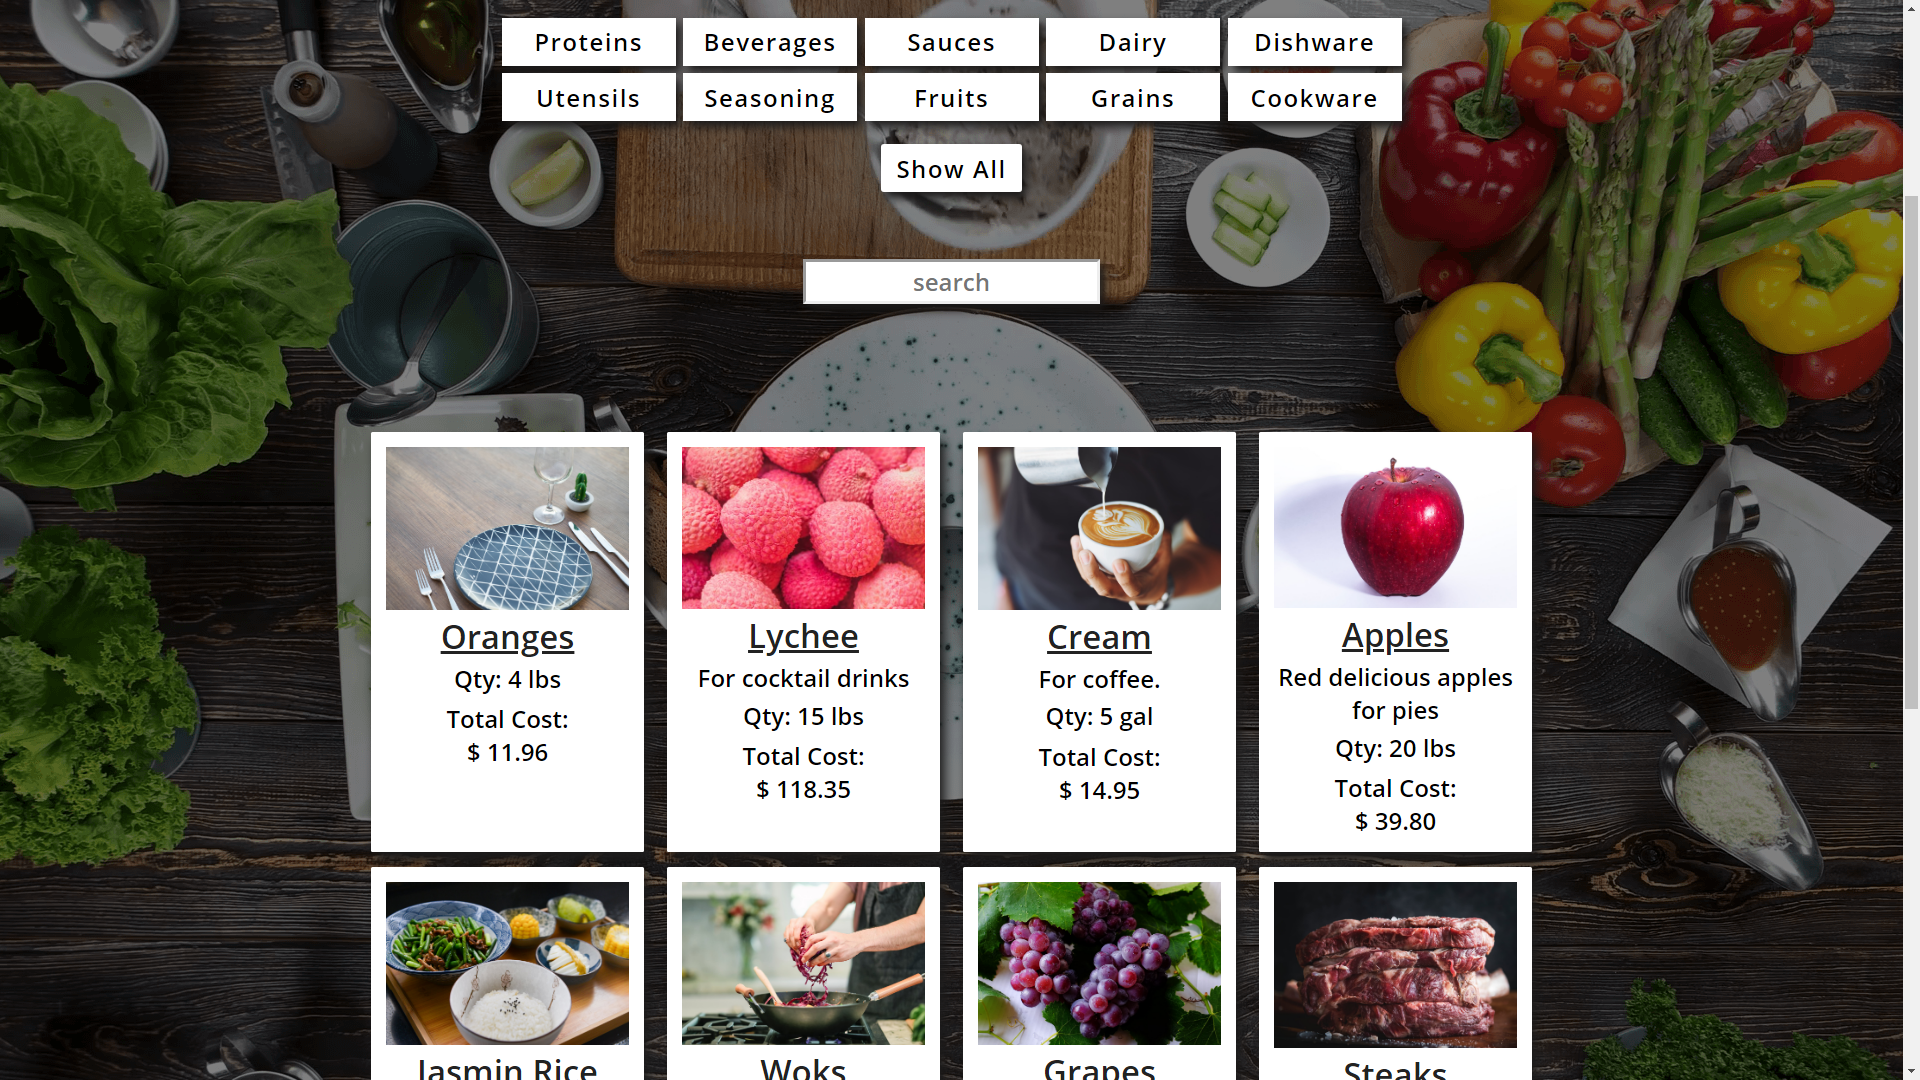 Proteins Beverages Sauces Dairy Dishware
Utensils Seasoning Fruits Grains Cookware
Show All
search
Oranges
Qty: 4 lbs
Total Cost:
$ 11.96
Lychee
For cocktail drinks
Qty: 15 lbs
Total Cost:
$ 118.35
Cream
For coffee.
Qty: 5 gal
Total Cost:
$ 14.95
Apples
Red delicious apples
for pies
Qty: 20 lbs
Total Cost:
$ 39.80
Jasmin Rice
Woks
Grapes
Steaks